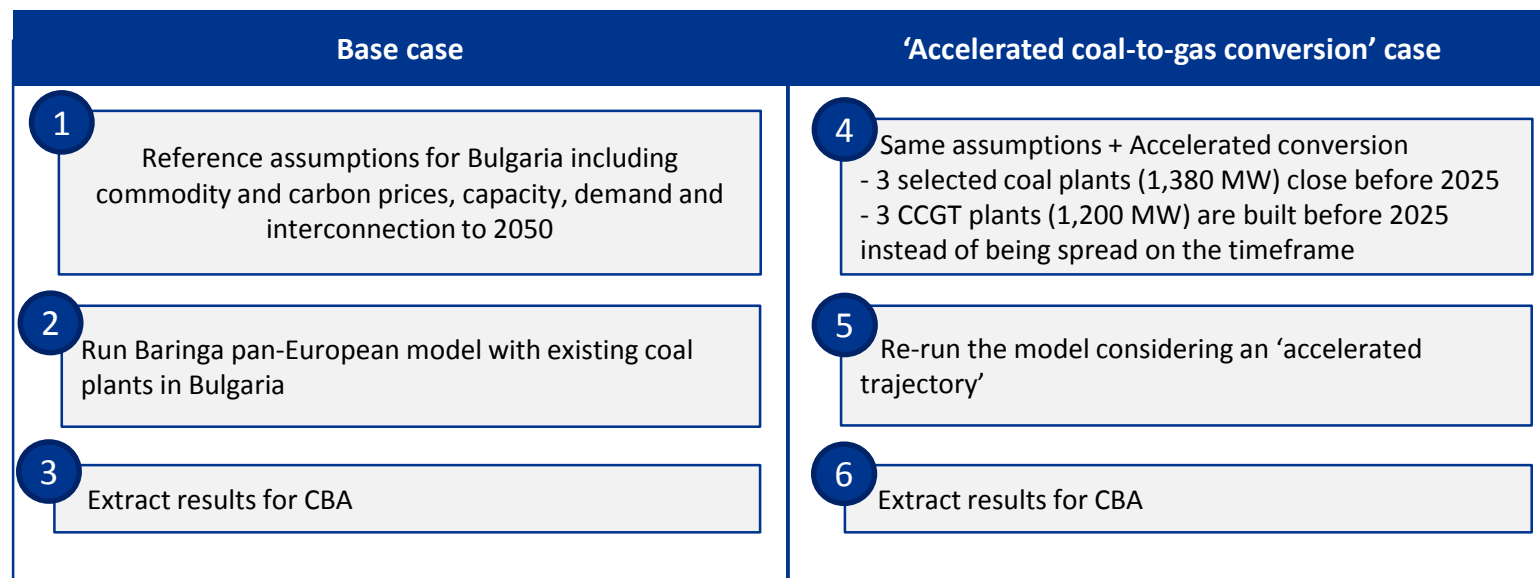 Base case
1
Reference assumptions for Bulgaria including
commodity and carbon prices, capacity, demand and
interconnection to 2050
2
Run Baringa pan-European model with existing coal
plants in Bulgaria
3
Extract results for CBA
‘Accelerated coal-to-gas conversion’ case
4
Same assumptions + Accelerated conversion
- 3 selected coal plants (1,380 MW) close before 2025
- 3 CCGT plants (1,200 MW) are built before 2025
instead of being spread on the timeframe
5
Re-run the model considering an ‘accelerated
trajectory’
6
Extract results for CBA